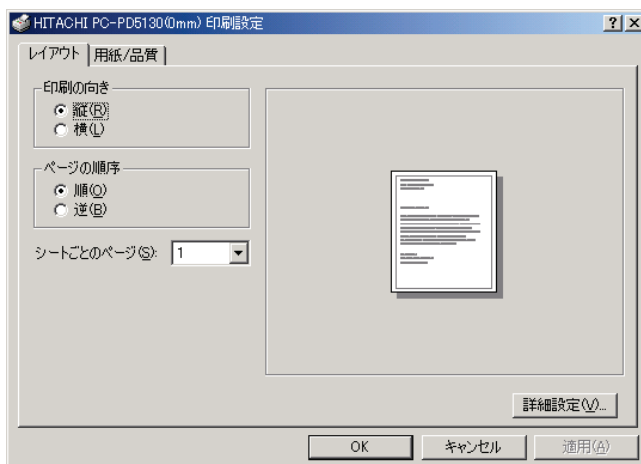 HITACHI PC-PD5130(0mm) 印刷設定
レイアウト 用紙/品質
印刷の向き
縦(R)
横(L)
ページの順序
順(O)
逆(B)
シートごとのページ(S): 1
詳細設定(V)...
OK キャンセル 適用(A)